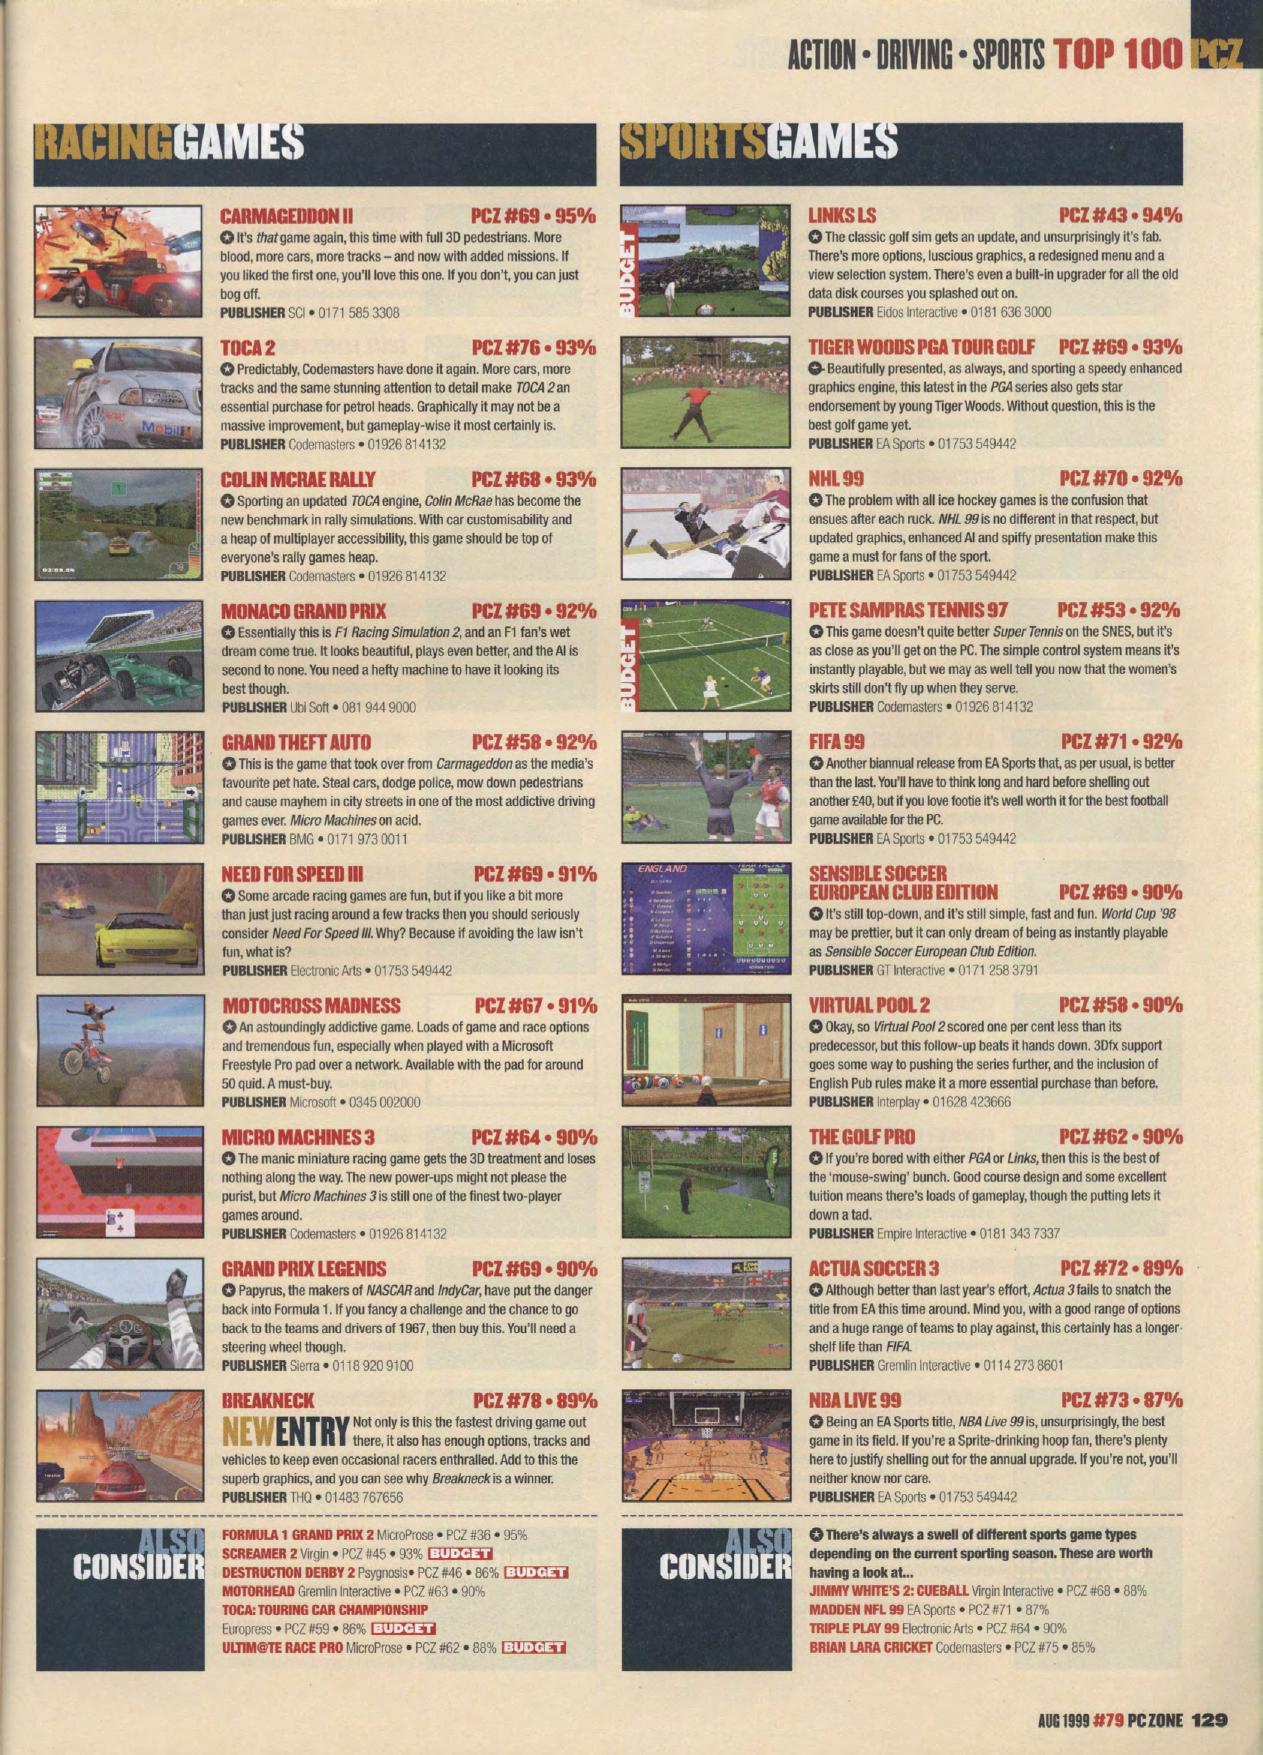 ACTION • DRIVING • SPORTS TOP 100 PCZ
RACINGGAMES
CARMAGEDDON II PCZ #69 • 95%
It's that game again, this time with full 3D pedestrians. More
blood, more cars, more tracks – and now with added missions. If
you liked the first one, you'll love this one. If you don't, you can just
bog off.
PUBLISHER SCI • 0171 585 3308
TOCA 2 PCZ #76 • 93%
Predictably, Codemasters have done it again. More cars, more
tracks and the same stunning attention to detail make TOCA 2 an
essential purchase for petrol heads. Graphically it may not be a
massive improvement, but gameplay-wise it most certainly is.
PUBLISHER Codemasters • 01926 814132
COLIN MCRAE RALLY PCZ #68 • 93%
Sporting an updated TOCA engine, Colin McRae has become the
new benchmark in rally simulations. With car customisability and
a heap of multiplayer accessibility, this game should be top of
everyone's rally games heap.
PUBLISHER Codemasters • 01926 814132
MONACO GRAND PRIX PCZ #69 • 92%
Essentially this is F1 Racing Simulation 2, and an F1 fan's wet
dream come true. It looks beautiful, plays even better, and the AI is
second to none. You need a hefty machine to have it looking its
best though.
PUBLISHER Ubi Soft • 081 944 9000
GRAND THEFT AUTO PCZ #58 • 92%
This is the game that took over from Carmageddon as the media's
favourite pet hate. Steal cars, dodge police, mow down pedestrians
and cause mayhem in city streets in one of the most addictive driving
games ever. Micro Machines on acid.
PUBLISHER BMG • 0171 973 0011
NEED FOR SPEED III PCZ #69 • 91%
Some arcade racing games are fun, but if you like a bit more
than just just racing around a few tracks then you should seriously
consider Need For Speed III. Why? Because if avoiding the law isn't
fun, what is?
PUBLISHER Electronic Arts • 01753 549442
MOTOCROSS MADNESS PCZ #67 • 91%
An astoundingly addictive game. Loads of game and race options
and tremendous fun, especially when played with a Microsoft
Freestyle Pro pad over a network. Available with the pad for around
50 quid. A must-buy.
PUBLISHER Microsoft • 0345 002000
MICRO MACHINES 3 PCZ #64 • 90%
The manic miniature racing game gets the 3D treatment and loses
nothing along the way. The new power-ups might not please the
purist, but Micro Machines 3 is still one of the finest two-player
games around.
PUBLISHER Codemasters • 01926 814132
GRAND PRIX LEGENDS PCZ #69 • 90%
Papyrus, the makers of NASCAR and IndyCar, have put the danger
back into Formula 1. If you fancy a challenge and the chance to go
back to the teams and drivers of 1967, then buy this. You'll need a
steering wheel though.
PUBLISHER Sierra • 0118 920 9100
BREAKNECK PCZ #78 • 89%
NEWENTRY Not only is this the fastest driving game out
there, it also has enough options, tracks and
vehicles to keep even occasional racers enthralled. Add to this the
superb graphics, and you can see why Breakneck is a winner.
PUBLISHER THQ • 01483 767656
ALSO
CONSIDER
FORMULA 1 GRAND PRIX 2 MicroProse • PCZ #36 • 95%
SCREAMER 2 Virgin • PCZ #45 • 93% BUDGET
DESTRUCTION DERBY 2 Psygnosis • PCZ #46 • 86% BUDGET
MOTORHEAD Gremlin Interactive • PCZ #63 • 90%
TOCA: TOURING CAR CHAMPIONSHIP
Europress • PCZ #59 • 86% BUDGET
ULTIM@TE RACE PRO MicroProse • PCZ #62 • 88% BUDGET
SPORTSGAMES
BUDGET
LINKS LS PCZ #43 • 94%
The classic golf sim gets an update, and unsurprisingly it's fab.
There's more options, luscious graphics, a redesigned menu and a
view selection system. There's even a built-in upgrader for all the old
data disk courses you splashed out on.
PUBLISHER Eidos Interactive • 0181 636 3000
TIGER WOODS PGA TOUR GOLF PCZ #69 • 93%
Beautifully presented, as always, and sporting a speedy enhanced
graphics engine, this latest in the PGA series also gets star
endorsement by young Tiger Woods. Without question, this is the
best golf game yet.
PUBLISHER EA Sports • 01753 549442
NHL 99 PCZ #70 • 92%
The problem with all ice hockey games is the confusion that
ensues after each ruck. NHL 99 is no different in that respect, but
updated graphics, enhanced AI and spiffy presentation make this
game a must for fans of the sport.
PUBLISHER EA Sports • 01753 549442
BUDGET
PETE SAMPRAS TENNIS 97 PCZ #53 • 92%
This game doesn't quite better Super Tennis on the SNES, but it's
as close as you'll get on the PC. The simple control system means it's
instantly playable, but we may as well tell you now that the women's
skirts still don't fly up when they serve.
PUBLISHER Codemasters • 01926 814132
FIFA 99 PCZ #71 • 92%
Another biannual release from EA Sports that, as per usual, is better
than the last. You'll have to think long and hard before shelling out
another £40, but if you love footie it's well worth it for the best football
game available for the PC.
PUBLISHER EA Sports • 01753 549442
ENGLAND
SENSIBLE SOCCER
EUROPEAN CLUB EDITION PCZ #69 • 90%
It's still top-down, and it's still simple, fast and fun. World Cup '98
may be prettier, but it can only dream of being as instantly playable
as Sensible Soccer European Club Edition.
PUBLISHER GT Interactive • 0171 258 3791
VIRTUAL POOL 2 PCZ #58 • 90%
Okay, so Virtual Pool 2 scored one per cent less than its
predecessor, but this follow-up beats it hands down. 3Dfx support
goes some way to pushing the series further, and the inclusion of
English Pub rules make it a more essential purchase than before.
PUBLISHER Interplay • 01628 423666
THE GOLF PRO PCZ #62 • 90%
If you're bored with either PGA or Links, then this is the best of
the 'mouse-swing' bunch. Good course design and some excellent
tuition means there's loads of gameplay, though the putting lets it
down a tad.
PUBLISHER Empire Interactive • 0181 343 7337
ACTUA SOCCER 3 PCZ #72 • 89%
Although better than last year's effort, Actua 3 fails to snatch the
title from EA this time around. Mind you, with a good range of options
and a huge range of teams to play against, this certainly has a longer-
shelf life than FIFA.
PUBLISHER Gremlin Interactive • 0114 273 8601
NBA LIVE 99 PCZ #73 • 87%
Being an EA Sports title, NBA Live 99 is, unsurprisingly, the best
game in its field. If you're a Sprite-drinking hoop fan, there's plenty
here to justify shelling out for the annual upgrade. If you're not, you'll
neither know nor care.
PUBLISHER EA Sports • 01753 549442
ALSO
CONSIDER
There's always a swell of different sports game types
depending on the current sporting season. These are worth
having a look at...
JIMMY WHITE'S 2: CUEBALL Virgin Interactive • PCZ #68 • 88%
MADDEN NFL 99 EA Sports • PCZ #71 • 87%
TRIPLE PLAY 99 Electronic Arts • PCZ #64 • 90%
BRIAN LARA CRICKET Codemasters • PCZ #75 • 85%
AUG 1999 #79 PC ZONE 129